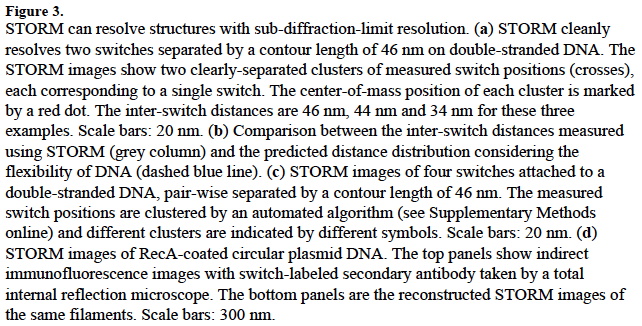 Figure 3.
STORM can resolve structures with sub-diffraction-limit resolution. (a) STORM cleanly
resolves two switches separated by a contour length of 46 nm on double-stranded DNA. The
STORM images show two clearly-separated clusters of measured switch positions (crosses),
each corresponding to a single switch. The center-of-mass position of each cluster is marked
by a red dot. The inter-switch distances are 46 nm, 44 nm and 34 nm for these three
examples. Scale bars: 20 nm. (b) Comparison between the inter-switch distances measured
using STORM (grey column) and the predicted distance distribution considering the
flexibility of DNA (dashed blue line). (c) STORM images of four switches attached to a
double-stranded DNA, pair-wise separated by a contour length of 46 nm. The measured
switch positions are clustered by an automated algorithm (see Supplementary Methods
online) and different clusters are indicated by different symbols. Scale bars: 20 nm. (d)
STORM images of RecA-coated circular plasmid DNA. The top panels show indirect
immunofluorescence images with switch-labeled secondary antibody taken by a total
internal reflection microscope. The bottom panels are the reconstructed STORM images of
the same filaments. Scale bars: 300 nm.